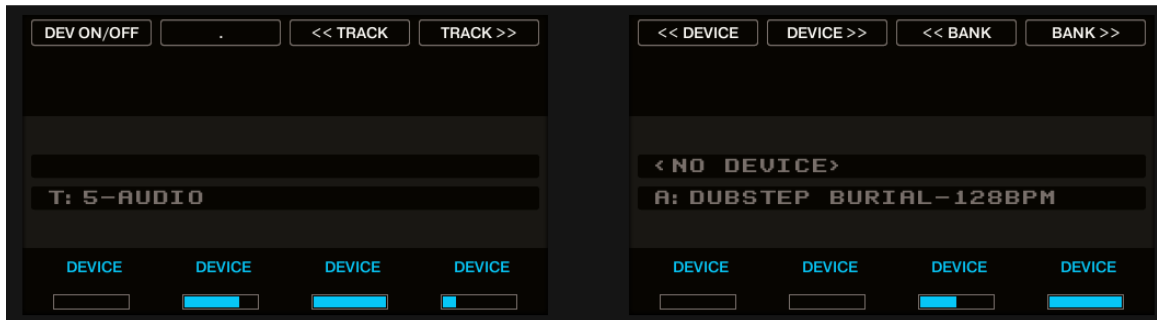 DEV ON/OFF . << TRACK TRACK >> << DEVICE DEVICE >> << BANK BANK >>
<NO DEVICE>
T: 5-AUDIO A: DUBSTEP BURIAL-128BPM
DEVICE DEVICE DEVICE DEVICE DEVICE DEVICE DEVICE DEVICE